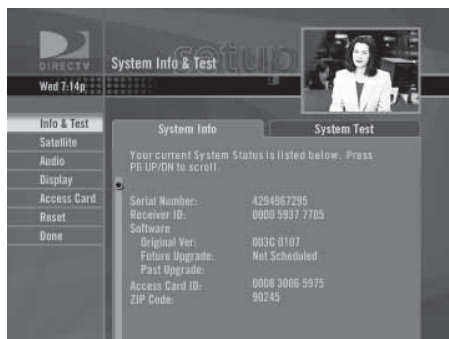 DIRECTV
setup
System Info & Test
Wed 7:14p
Info & Test
Satellite
Audio
Display
Access Card
Reset
Done
System Info
System Test
Your current System Status is listed below. Press
PG UP/DN to scroll.
Serial Number: 4294967295
Receiver ID: 0000 5937 7705
Software
Original Ver: 003C 0107
Future Upgrade: Not Scheduled
Past Upgrade:
Access Card ID: 0008 3006 5975
ZIP Code: 90245